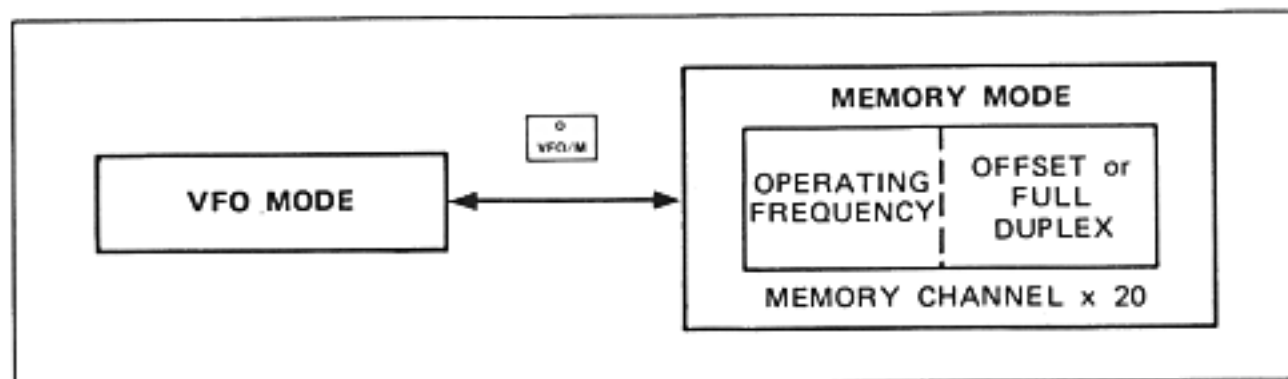 MEMORY MODE
VFO/M
VFO MODE
OPERATING
FREQUENCY
OFFSET or
FULL
DUPLEX
MEMORY CHANNEL x 20